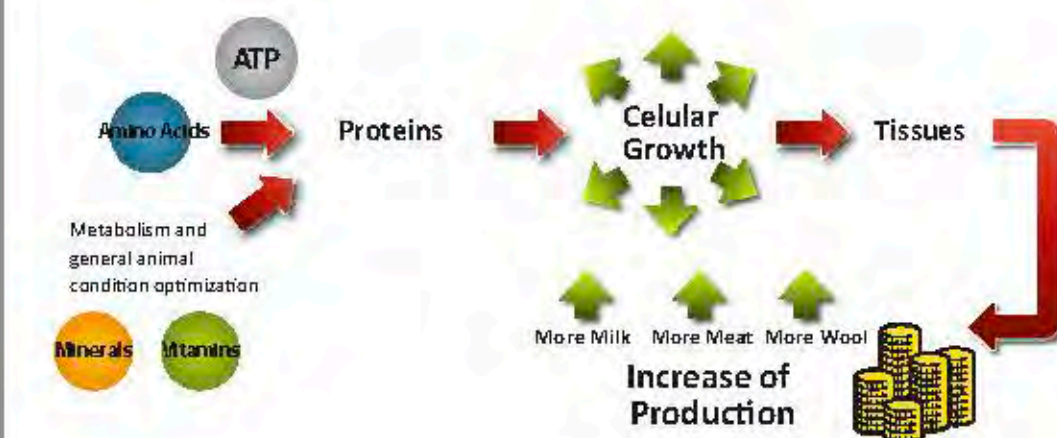 ATP
Amino Acids
Proteins
Celular
Growth
Tissues
Metabolism and
general animal
condition optimization
Minerals
Vitamins
More Milk
More Meat
More Wool
Increase of
Production